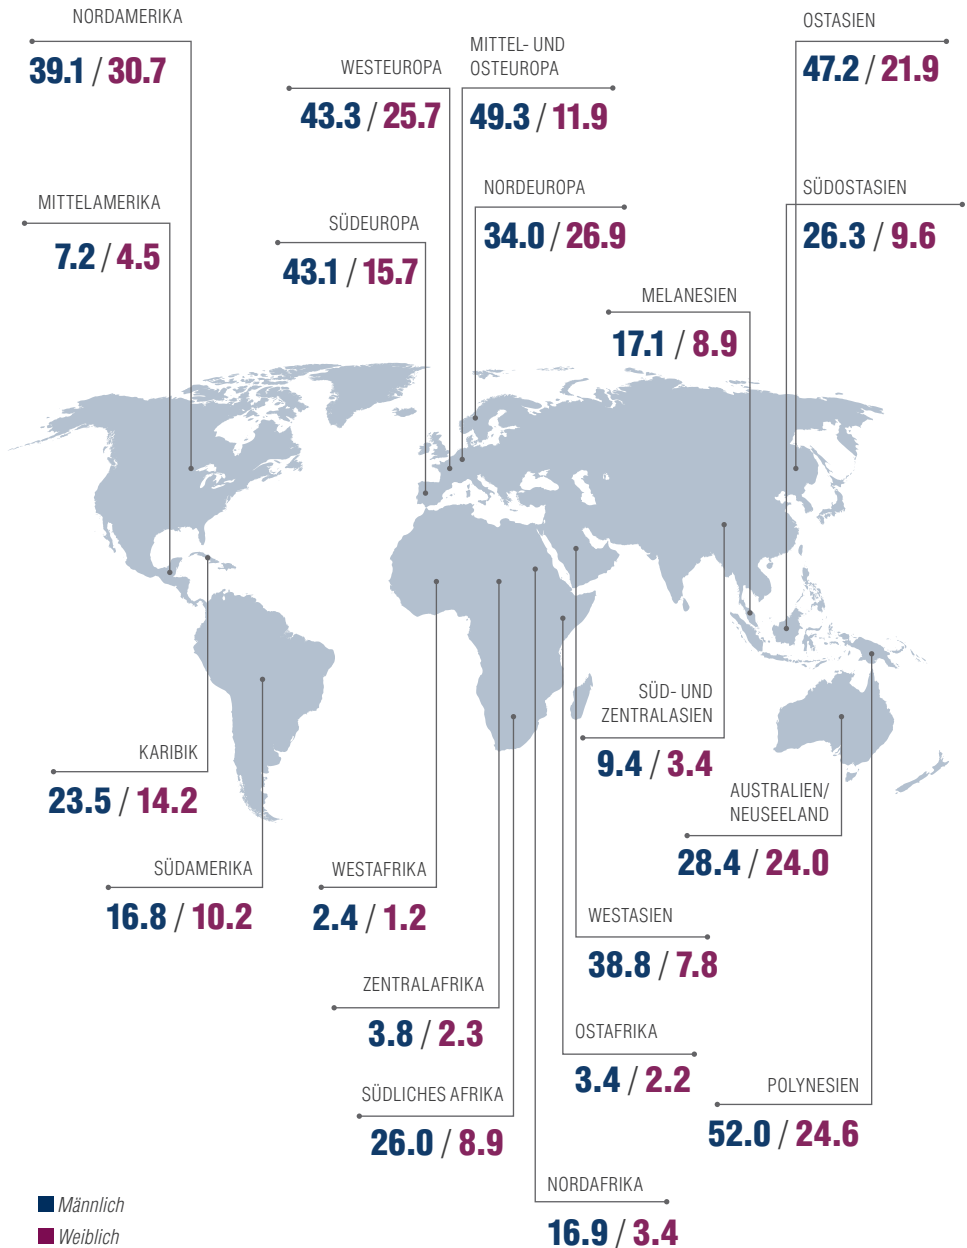 NORDAMERIKA
39.1 / 30.7
WESTEUROPA
43.3 / 25.7
MITTEL- UND
OSTEUROPA
49.3 / 11.9
OSTASIEN
47.2 / 21.9
MITTELAMERIKA
7.2 / 4.5
SÜDEUROPA
43.1 / 15.7
NORDEUROPA
34.0 / 26.9
SÜDOSTASIEN
26.3 / 9.6
MELANESIEN
17.1 / 8.9
SÜD- UND
ZENTRALASIEN
9.4 / 3.4
KARIBIK
23.5 / 14.2
AUSTRALIEN/
NEUSEELAND
28.4 / 24.0
SÜDAMERIKA
16.8 / 10.2
WESTAFRIKA
2.4 / 1.2
WESTASIEN
38.8 / 7.8
ZENTRALAFRIKA
3.8 / 2.3
OSTAFRIKA
3.4 / 2.2
SÜDLICHES AFRIKA
26.0 / 8.9
POLYNESIEN
52.0 / 24.6
NORDAFRIKA
16.9 / 3.4
Männlich
Weiblich